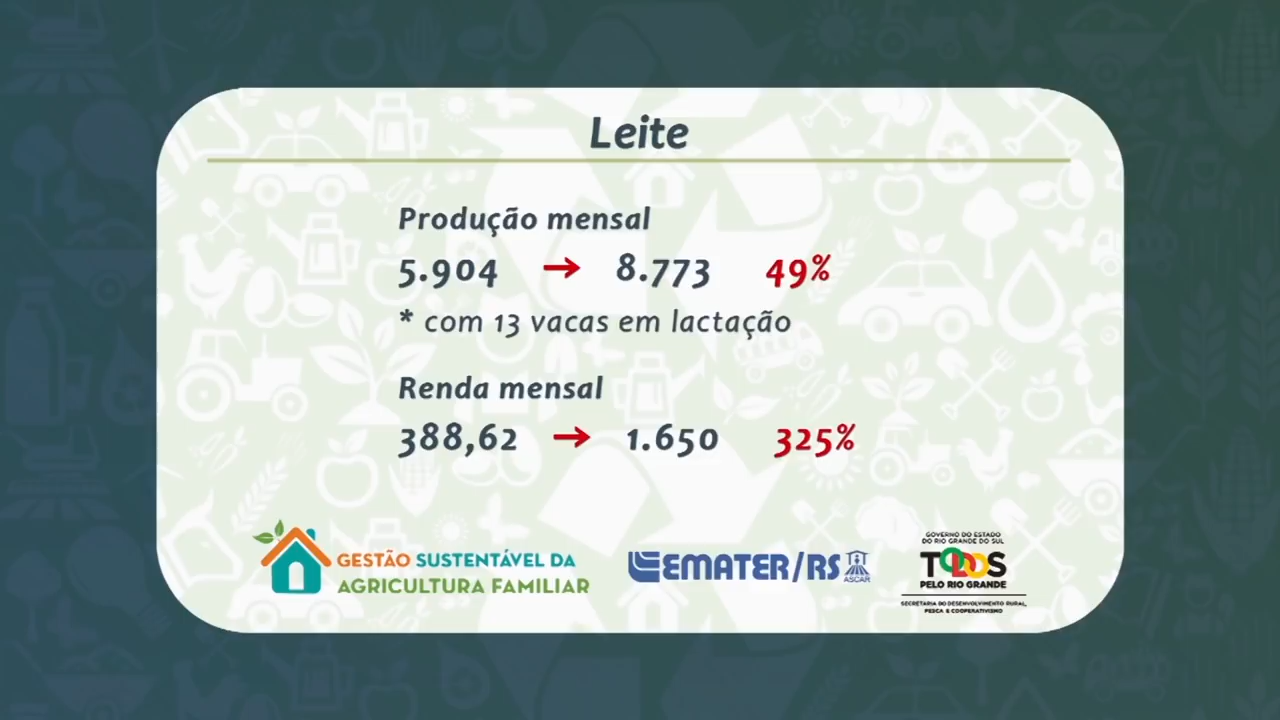 Leite
Produção mensal
5.904 → 8.773 49%
* com 13 vacas em lactação
Renda mensal
388,62 → 1.650 325%
GESTÃO SUSTENTÁVEL DA
AGRICULTURA FAMILIAR
EMATER/RS
ASCAR
GOVERNO DO ESTADO
DO RIO GRANDE DO SUL
TODOS
PELO RIO GRANDE
SECRETARIA DO DESENVOLVIMENTO RURAL,
PESCA E COOPERATIVISMO